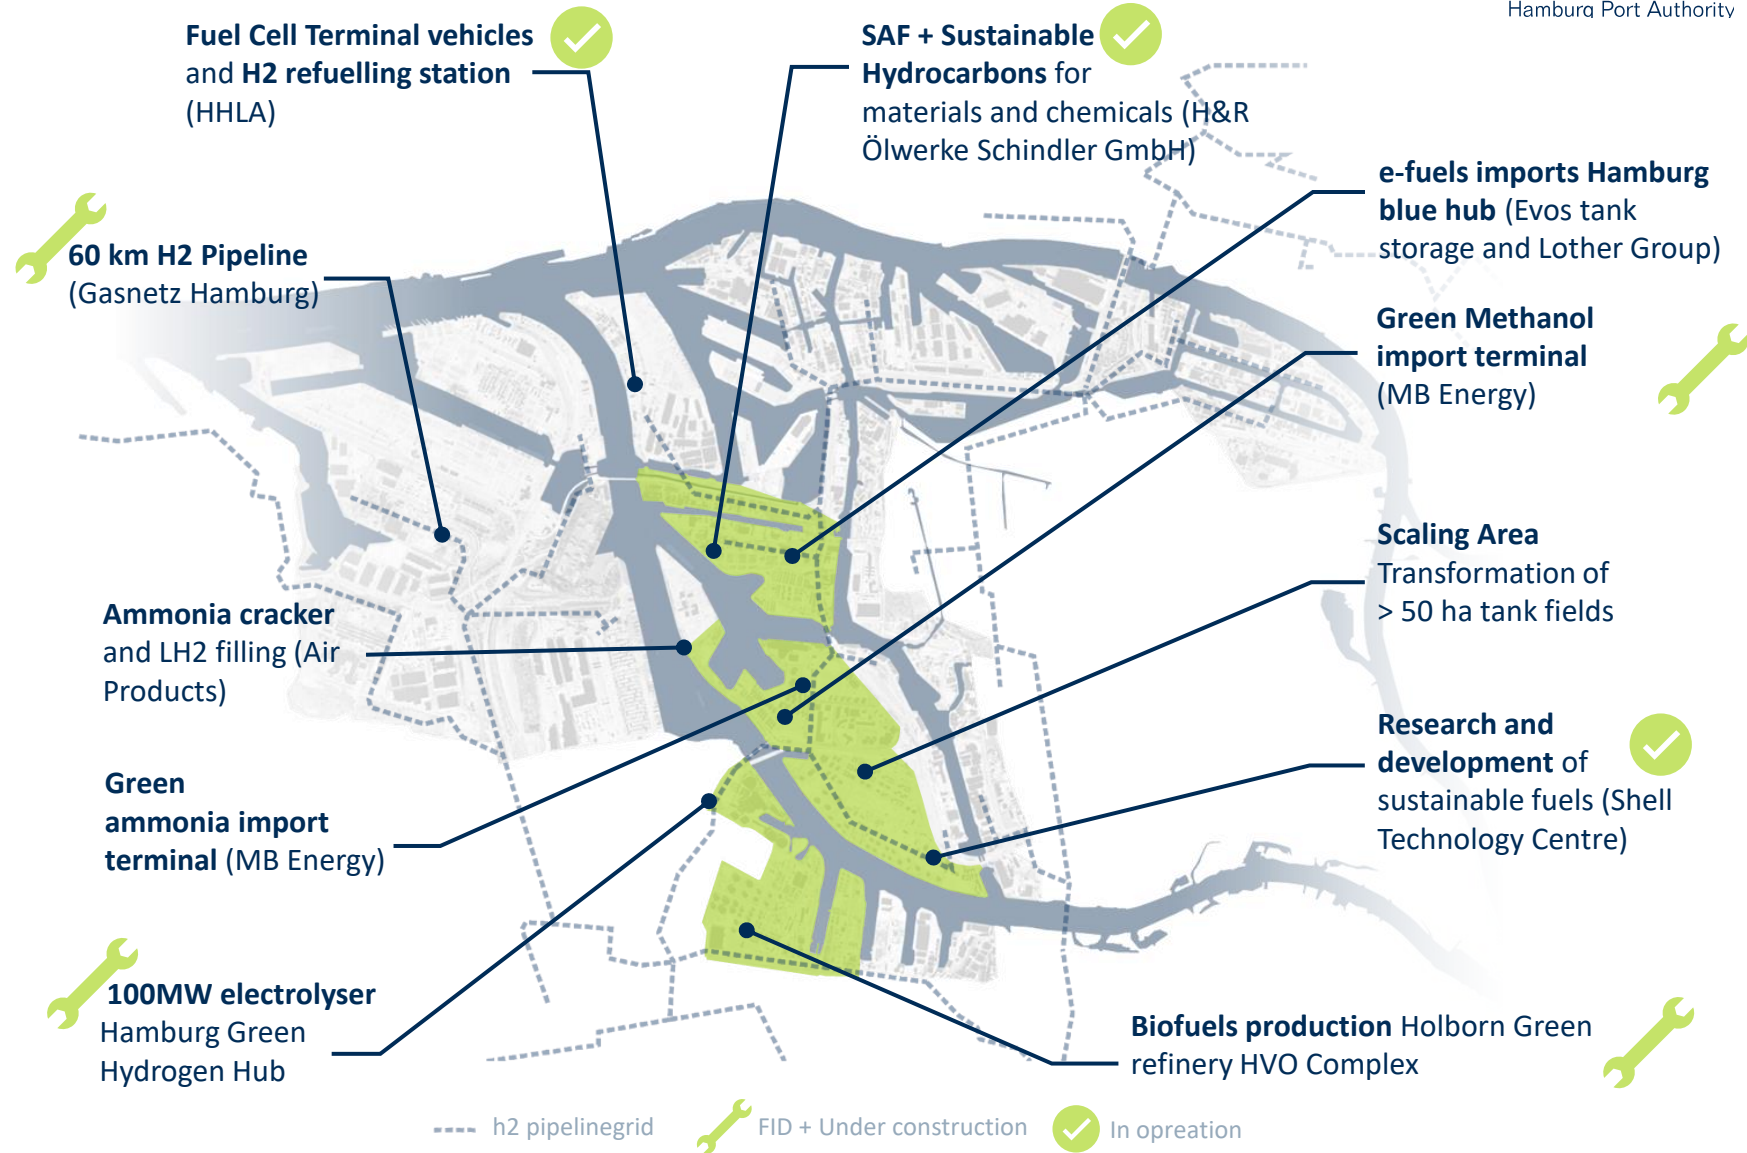 Hamburg Port Authority
Fuel Cell Terminal vehicles
and H2 refuelling station
(HHLA)
SAF + Sustainable
Hydrocarbons for
materials and chemicals (H&R
Ölwerke Schindler GmbH)
e-fuels imports Hamburg
blue hub (Evos tank
storage and Lother Group)
60 km H2 Pipeline
(Gasnetz Hamburg)
Green Methanol
import terminal
(MB Energy)
Scaling Area
Transformation of
> 50 ha tank fields
Ammonia cracker
and LH2 filling (Air
Products)
Research and
development of
sustainable fuels (Shell
Technology Centre)
Green
ammonia import
terminal (MB Energy)
100MW electrolyser
Hamburg Green
Hydrogen Hub
Biofuels production Holborn Green
refinery HVO Complex
h2 pipelinegrid
FID + Under construction
In opreation